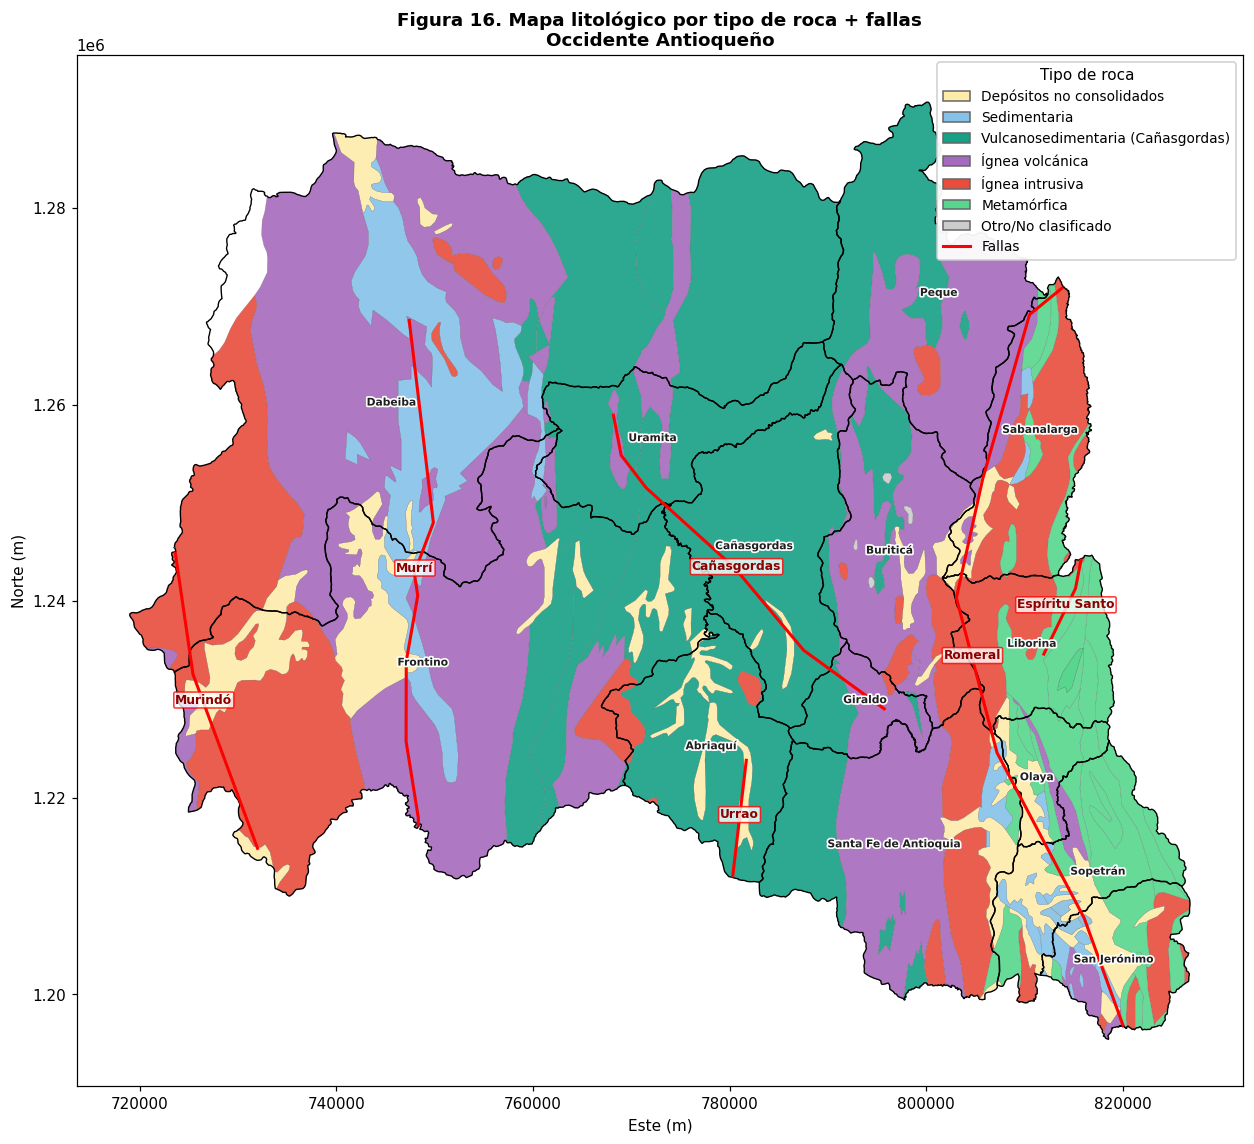 Figura 16. Mapa litológico por tipo de roca + fallas
Occidente Antioqueño
1e6
Tipo de roca
Depósitos no consolidados
Sedimentaria
Vulcanosedimentaria (Cañasgordas)
Ígnea volcánica
Ígnea intrusiva
Metamórfica
Otro/No clasificado
Fallas
1.28
1.26
1.24
1.22
1.20
Norte (m)
Peque
Dabeiba
Uramita
Sabanalarga
Cañasgordas
Buriticá
Cañasgordas
Murrí
Espíritu Santo
Liborina
Romeral
Frontino
Murindó
Giraldo
Abriaquí
Olaya
Urrao
Santa Fe de Antioquia
Sopetrán
San Jerónimo
720000
740000
760000
780000
800000
820000
Este (m)